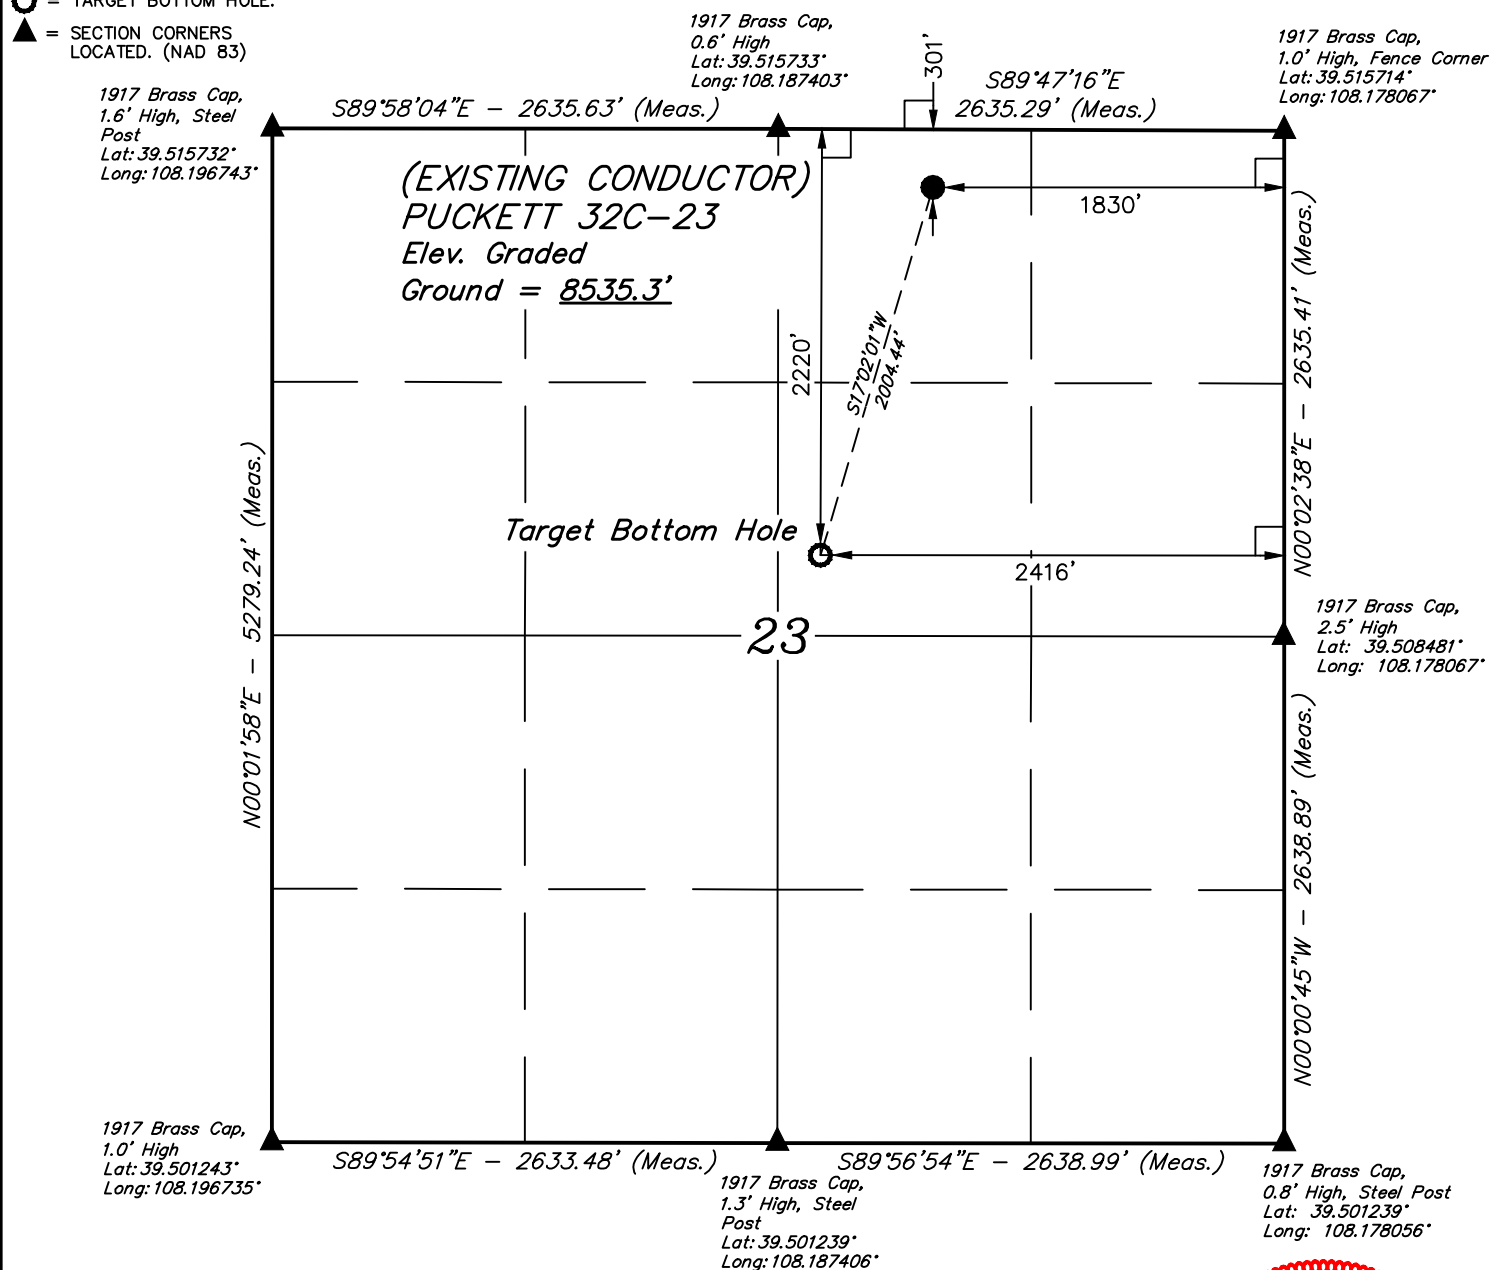 = TARGET BOTTOM HOLE.
= SECTION CORNERS
LOCATED. (NAD 83)
1917 Brass Cap,
1.6' High, Steel
Post
Lat: 39.515732°
Long: 108.196743°
1917 Brass Cap,
0.6' High
Lat: 39.515733°
Long: 108.187403°
1917 Brass Cap,
1.0' High, Fence Corner
Lat: 39.515714°
Long: 108.178067°
S89°58'04"E - 2635.63' (Meas.)
301'
S89°47'16"E
2635.29' (Meas.)
(EXISTING CONDUCTOR)
PUCKETT 32C-23
Elev. Graded
Ground = 8535.3'
1830'
2220'
S17°02'01"W
2004.44'
N00°02'38"E - 2635.41' (Meas.)
N00°01'58"E - 5279.24' (Meas.)
Target Bottom Hole
2416'
23
1917 Brass Cap,
2.5' High
Lat: 39.508481°
Long: 108.178067°
N00°00'45"W - 2638.89' (Meas.)
1917 Brass Cap,
1.0' High
Lat: 39.501243°
Long: 108.196735°
S89°54'51"E - 2633.48' (Meas.)
S89°56'54"E - 2638.99' (Meas.)
1917 Brass Cap,
1.3' High, Steel
Post
Lat: 39.501239°
Long: 108.187406°
1917 Brass Cap,
0.8' High, Steel Post
Lat: 39.501239°
Long: 108.178056°